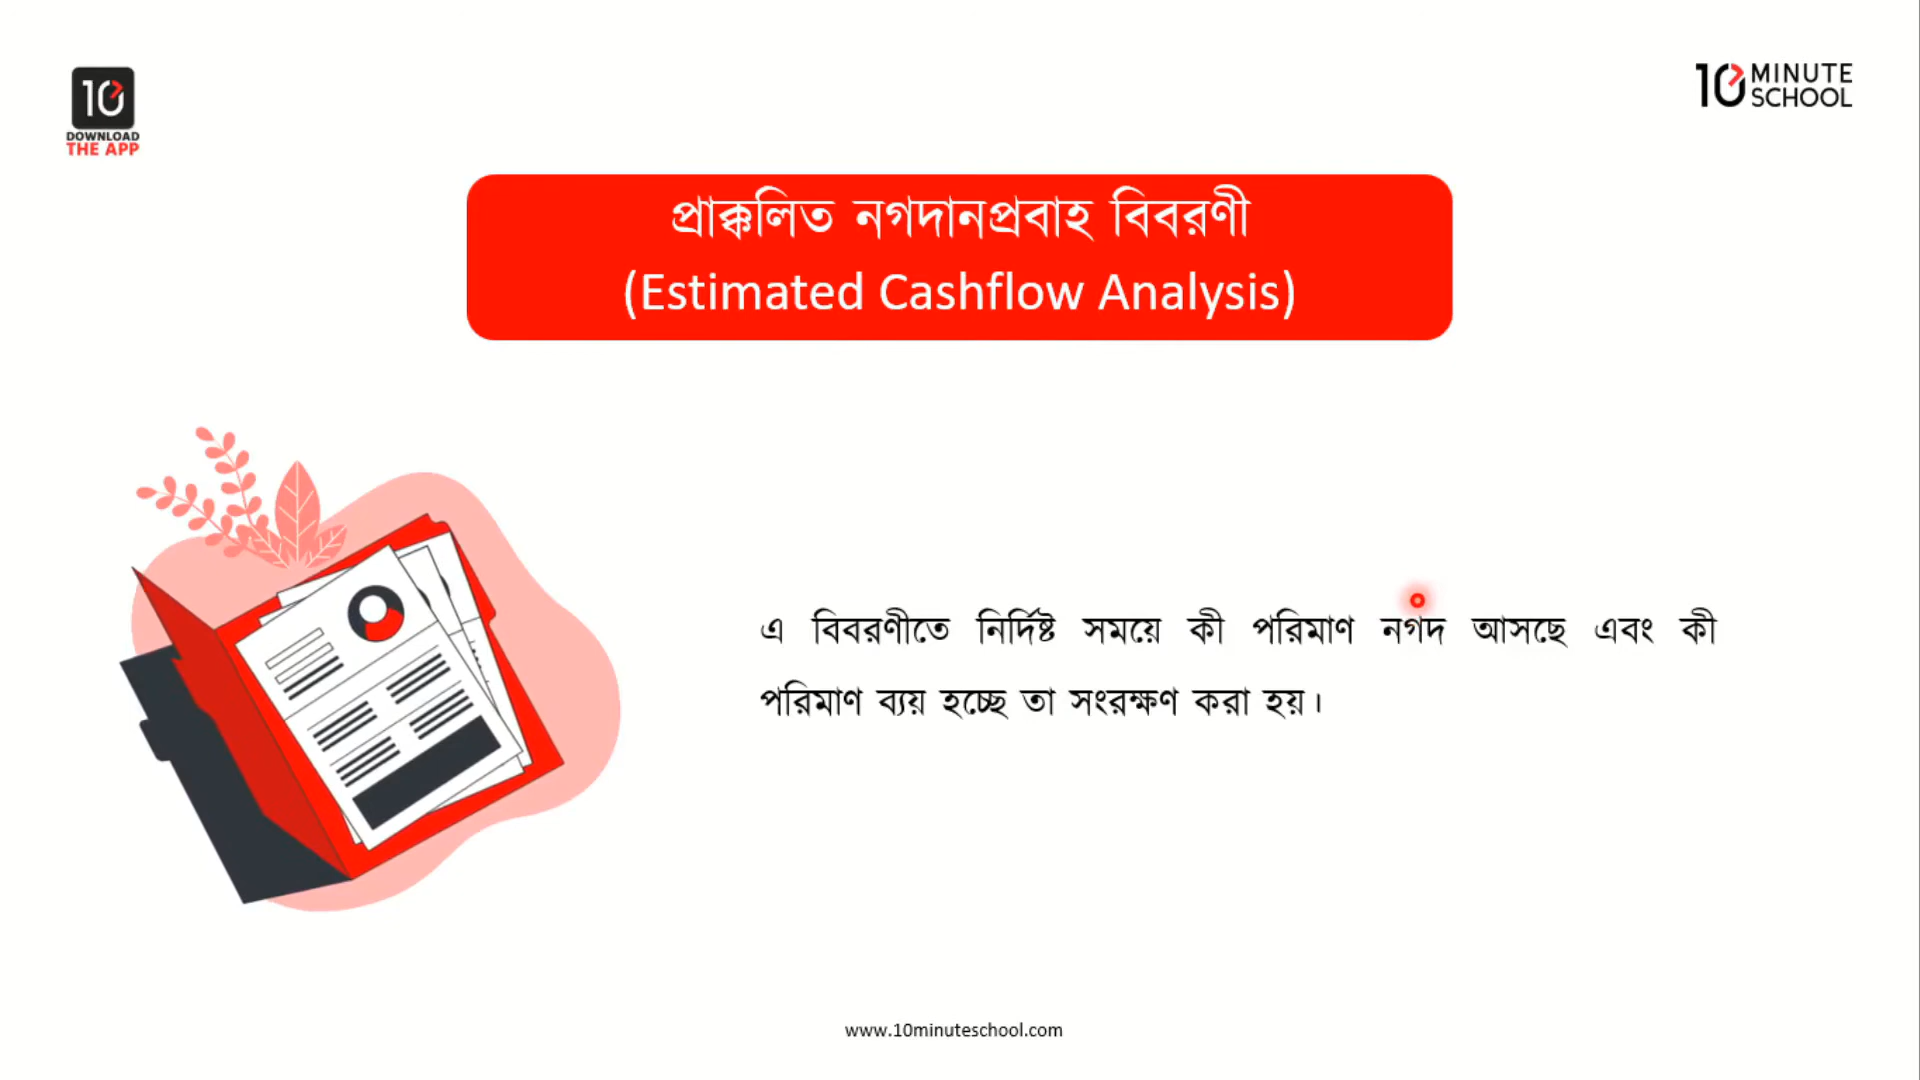 10
DOWNLOAD
THE APP
10 MINUTE
SCHOOL
প্রাক্কলিত নগদানপ্রবাহ বিবরণী
(Estimated Cashflow Analysis)
এ বিবরণীতে নির্দিষ্ট সময়ে কী পরিমাণ নগদ আসছে এবং কী
পরিমাণ ব্যয় হচ্ছে তা সংরক্ষণ করা হয়।
www.10minuteschool.com